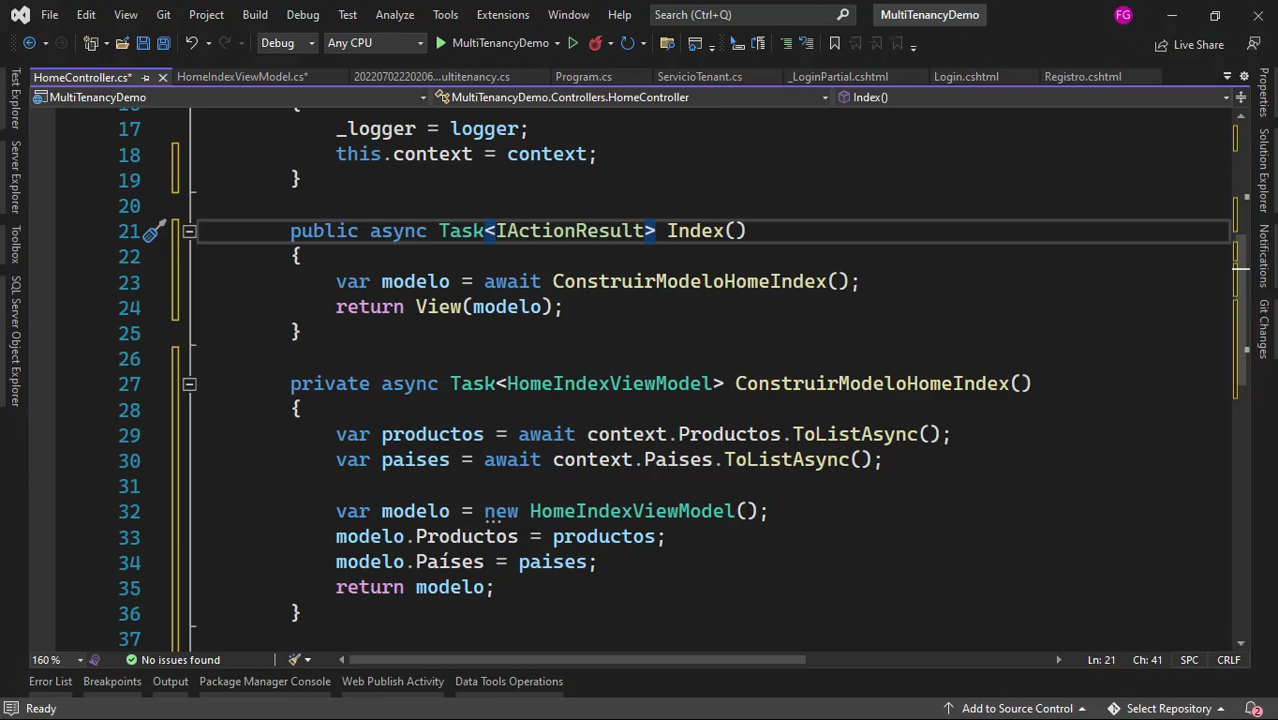 File Edit View Git Project Build Debug Test Analyze Tools Extensions Window Help Search (Ctrl+Q) MultiTenancyDemo FG
Debug Any CPU MultiTenancyDemo Live Share
HomeController.cs* HomeIndexViewModel.cs* 20220702220206...ultitenancy.cs Program.cs ServicioTenant.cs _LoginPartial.cshtml Login.cshtml Registro.cshtml
MultiTenancyDemo MultiTenancyDemo.Controllers.HomeController Index()
Test Explorer
Server Explorer
Toolbox
SQL Server Object Explorer
17 _logger = logger;
18 this.context = context;
19 }
20
21 public async Task<IActionResult> Index()
22 {
23 var modelo = await ConstruirModeloHomeIndex();
24 return View(modelo);
25 }
26
27 private async Task<HomeIndexViewModel> ConstruirModeloHomeIndex()
28 {
29 var productos = await context.Productos.ToListAsync();
30 var paises = await context.Paises.ToListAsync();
31
32 var modelo = new HomeIndexViewModel();
33 modelo.Productos = productos;
34 modelo.Países = paises;
35 return modelo;
36 }
37
Properties
Solution Explorer
Notifications
Git Changes
160 % No issues found Ln: 21 Ch: 41 SPC CRLF
Error List Breakpoints Output Package Manager Console Web Publish Activity Data Tools Operations
Ready Add to Source Control Select Repository 2